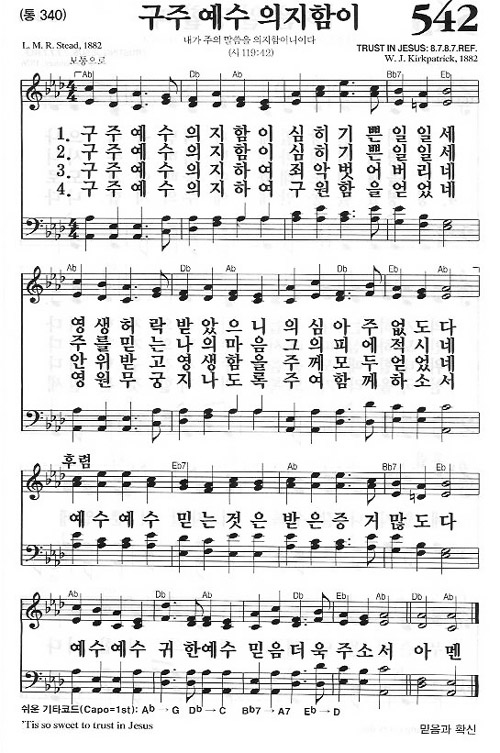 (통 340)
구주 예수 의지함이
542
내가 주의 말씀을 의지함이니이다
(시 119:42)
L. M. R. Stead, 1882
TRUST IN JESUS: 8.7.8.7.REF.
W. J. Kirkpatrick, 1882
보통으로
Ab Db Ab Bb7 Eb
1. 구주예수의지함이 심히기쁜일일세
2. 구주예수의지함이 심히기쁜일일세
3. 구주예수의지하여 죄악벗어버리네
4. 구주예수의지하여 구원함을얻었네
Ab Db Ab Db Ab Eb Ab
영생허락받았으니 의심아주없도다
주를믿는나의마음 그의피에적시네
안위받고영생함을 주께모두얻었네
영원무궁지나도록 주여함께하소서
후렴
Eb7 Ab Db Ab
예수예수 믿는것은 받은증거많도다
Ab Db Ab Db Ab Eb Ab Db Ab
예수예수 귀한예수 믿음더욱주소서 아멘
쉬운 기타코드(Capo=1st): Ab → G Db → C Bb7 → A7 Eb → D
'Tis so sweet to trust in Jesus
믿음과 확신